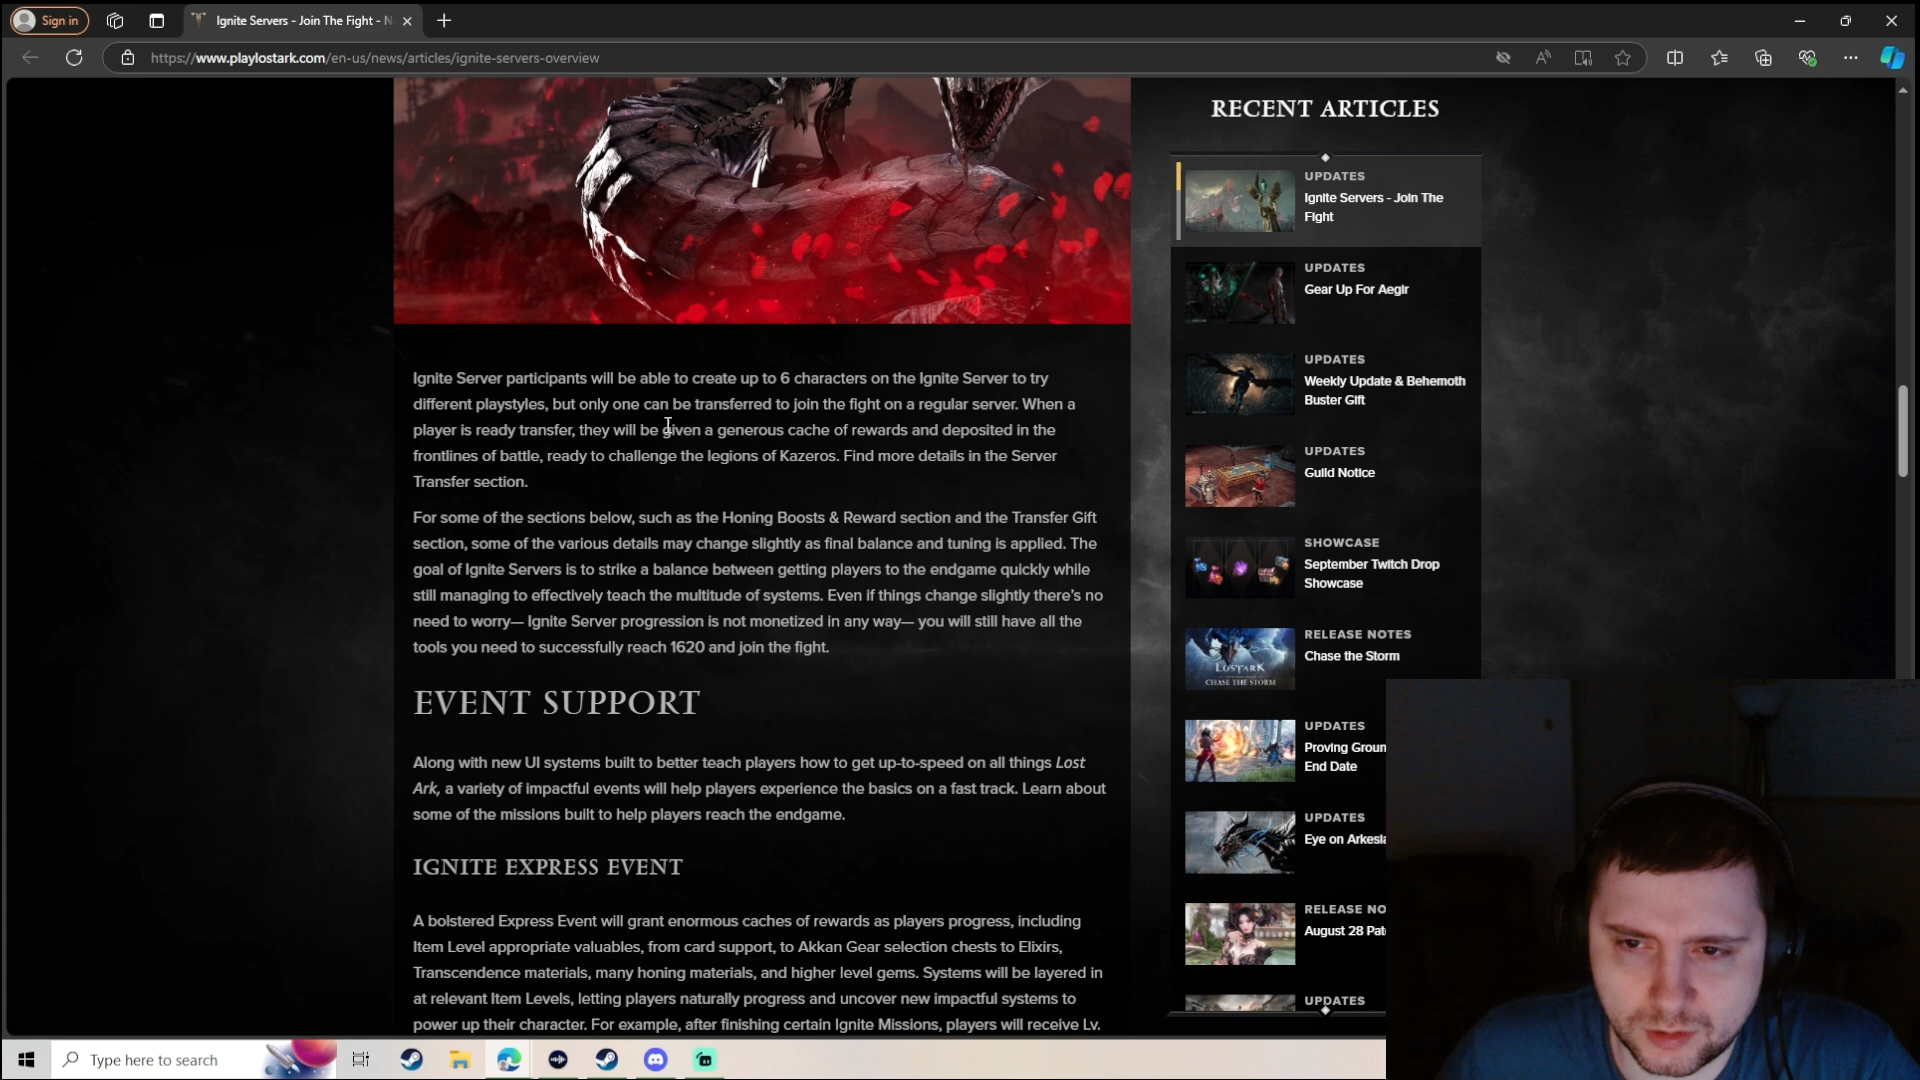 Sign in
Ignite Servers - Join The Fight - N
https://www.playlostark.com/en-us/news/articles/ignite-servers-overview
Ignite Server participants will be able to create up to 6 characters on the Ignite Server to try
different playstyles, but only one can be transferred to join the fight on a regular server. When a
player is ready transfer, they will be given a generous cache of rewards and deposited in the
frontlines of battle, ready to challenge the legions of Kazeros. Find more details in the Server
Transfer section.
For some of the sections below, such as the Honing Boosts & Reward section and the Transfer Gift
section, some of the various details may change slightly as final balance and tuning is applied. The
goal of Ignite Servers is to strike a balance between getting players to the endgame quickly while
still managing to effectively teach the multitude of systems. Even if things change slightly there's no
need to worry— Ignite Server progression is not monetized in any way— you will still have all the
tools you need to successfully reach 1620 and join the fight.
EVENT SUPPORT
Along with new UI systems built to better teach players how to get up-to-speed on all things Lost
Ark, a variety of impactful events will help players experience the basics on a fast track. Learn about
some of the missions built to help players reach the endgame.
IGNITE EXPRESS EVENT
A bolstered Express Event will grant enormous caches of rewards as players progress, including
Item Level appropriate valuables, from card support, to Akkan Gear selection chests to Elixirs,
Transcendence materials, many honing materials, and higher level gems. Systems will be layered in
at relevant Item Levels, letting players naturally progress and uncover new impactful systems to
power up their character. For example, after finishing certain Ignite Missions, players will receive Lv.
RECENT ARTICLES
UPDATES
Ignite Servers - Join The
Fight
UPDATES
Gear Up For Aegir
UPDATES
Weekly Update & Behemoth
Buster Gift
UPDATES
Guild Notice
SHOWCASE
September Twitch Drop
Showcase
RELEASE NOTES
Chase the Storm
LOST ARK
CHASE THE STORM
UPDATES
Proving Groun
End Date
UPDATES
Eye on Arkesia
RELEASE NO
August 28 Pat
UPDATES
Type here to search